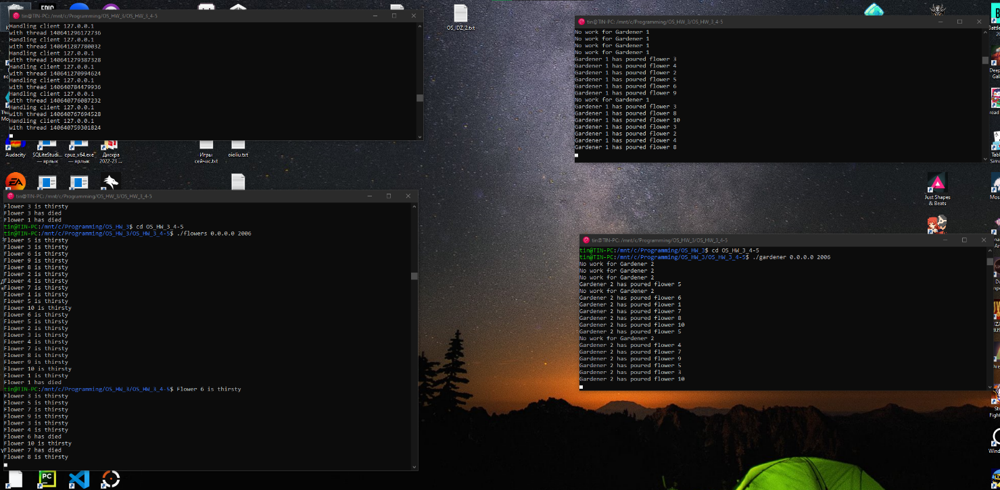 EPIC
OS_IDZ_2.txt
tin@TIN-PC: /mnt/c/Programming/OS_HW_3/OS_HW_3_4-5
Handling client 127.0.0.1
with thread 140641296172736
Handling client 127.0.0.1
with thread 140641287780032
Handling client 127.0.0.1
with thread 140641279387328
Handling client 127.0.0.1
with thread 140641270994624
Handling client 127.0.0.1
with thread 140640784479936
Handling client 127.0.0.1
with thread 140640776087232
Handling client 127.0.0.1
with thread 140640767694528
Handling client 127.0.0.1
with thread 140640759301824
tin@TIN-PC: /mnt/c/Programming/OS_HW_3/OS_HW_3_4-5
No work for Gardener 1
No work for Gardener 1
No work for Gardener 1
No work for Gardener 1
Gardener 1 has poured flower 3
Gardener 1 has poured flower 4
Gardener 1 has poured flower 2
Gardener 1 has poured flower 5
Gardener 1 has poured flower 6
Gardener 1 has poured flower 9
No work for Gardener 1
Gardener 1 has poured flower 3
Gardener 1 has poured flower 8
Gardener 1 has poured flower 10
Gardener 1 has poured flower 3
Gardener 1 has poured flower 2
Gardener 1 has poured flower 4
Gardener 1 has poured flower 8
Audacity
SQLiteStudi...
— ярлык
cpuz_x64.exe
— ярлык
Дискра
2022-23 ...
Игры
сейчас.txt
oioliu.txt
EA
Just Shapes
& Beats
tin@TIN-PC: /mnt/c/Programming/OS_HW_3/OS_HW_3_4-5
Flower 3 is thirsty
Flower 3 has died
Flower 1 has died
tin@TIN-PC:/mnt/c/Programming/OS_HW_3$ cd OS_HW_3_4-5
tin@TIN-PC:/mnt/c/Programming/OS_HW_3/OS_HW_3_4-5$ ./flowers 0.0.0.0 2006
Flower 5 is thirsty
Flower 3 is thirsty
Flower 6 is thirsty
Flower 9 is thirsty
Flower 8 is thirsty
Flower 2 is thirsty
Flower 4 is thirsty
Flower 7 is thirsty
Flower 1 is thirsty
Flower 5 is thirsty
Flower 10 is thirsty
Flower 6 is thirsty
Flower 5 is thirsty
Flower 2 is thirsty
Flower 3 is thirsty
Flower 4 is thirsty
Flower 7 is thirsty
Flower 8 is thirsty
Flower 9 is thirsty
Flower 10 is thirsty
Flower 1 is thirsty
Flower 1 has died
tin@TIN-PC:/mnt/c/Programming/OS_HW_3/OS_HW_3_4-5$ Flower 6 is thirsty
Flower 3 is thirsty
Flower 5 is thirsty
Flower 7 is thirsty
Flower 9 is thirsty
Flower 3 is thirsty
Flower 4 is thirsty
Flower 6 has died
Flower 10 is thirsty
Flower 7 has died
Flower 8 is thirsty
tin@TIN-PC: /mnt/c/Programming/OS_HW_3/OS_HW_3_4-5
tin@TIN-PC:/mnt/c/Programming/OS_HW_3$ cd OS_HW_3_4-5
tin@TIN-PC:/mnt/c/Programming/OS_HW_3/OS_HW_3_4-5$ ./gardener 0.0.0.0 2006
No work for Gardener 2
No work for Gardener 2
No work for Gardener 2
Gardener 2 has poured flower 5
No work for Gardener 2
Gardener 2 has poured flower 6
Gardener 2 has poured flower 1
Gardener 2 has poured flower 7
Gardener 2 has poured flower 8
Gardener 2 has poured flower 10
Gardener 2 has poured flower 5
No work for Gardener 2
Gardener 2 has poured flower 4
Gardener 2 has poured flower 7
Gardener 2 has poured flower 9
Gardener 2 has poured flower 5
Gardener 2 has poured flower 3
Gardener 2 has poured flower 10
PC